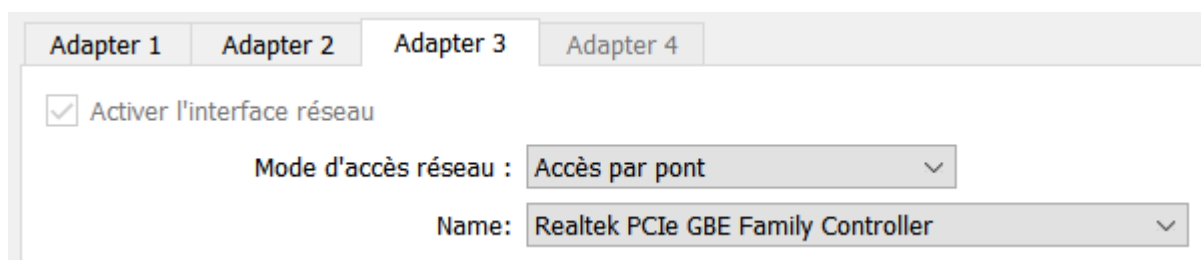 Adapter 1 Adapter 2 Adapter 3 Adapter 4
Activer l'interface réseau
Mode d'accès réseau : Accès par pont
Name: Realtek PCIe GBE Family Controller